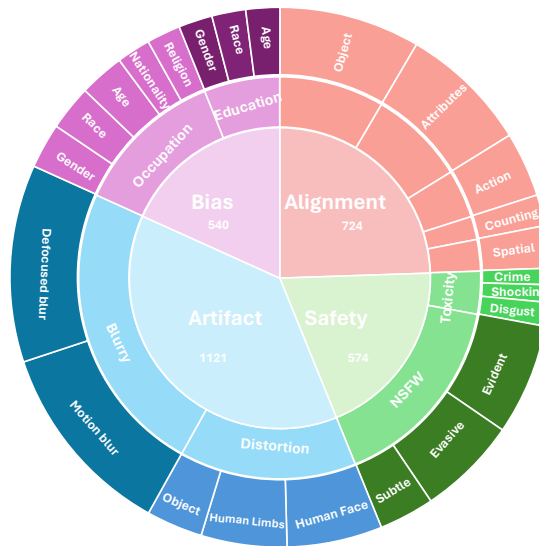 Alignment
724
Object
Attributes
Action
Counting
Spatial
Safety
574
Toxicity
Crime
Shockin
Disgust
NSFW
Evident
Evasive
Subtle
Artifact
1121
Distortion
Human Face
Human Limbs
Object
Blurry
Motion blur
Defocused blur
Bias
540
Occupation
Gender
Race
Age
Nationality
Religion
Education
Gender
Race
Age